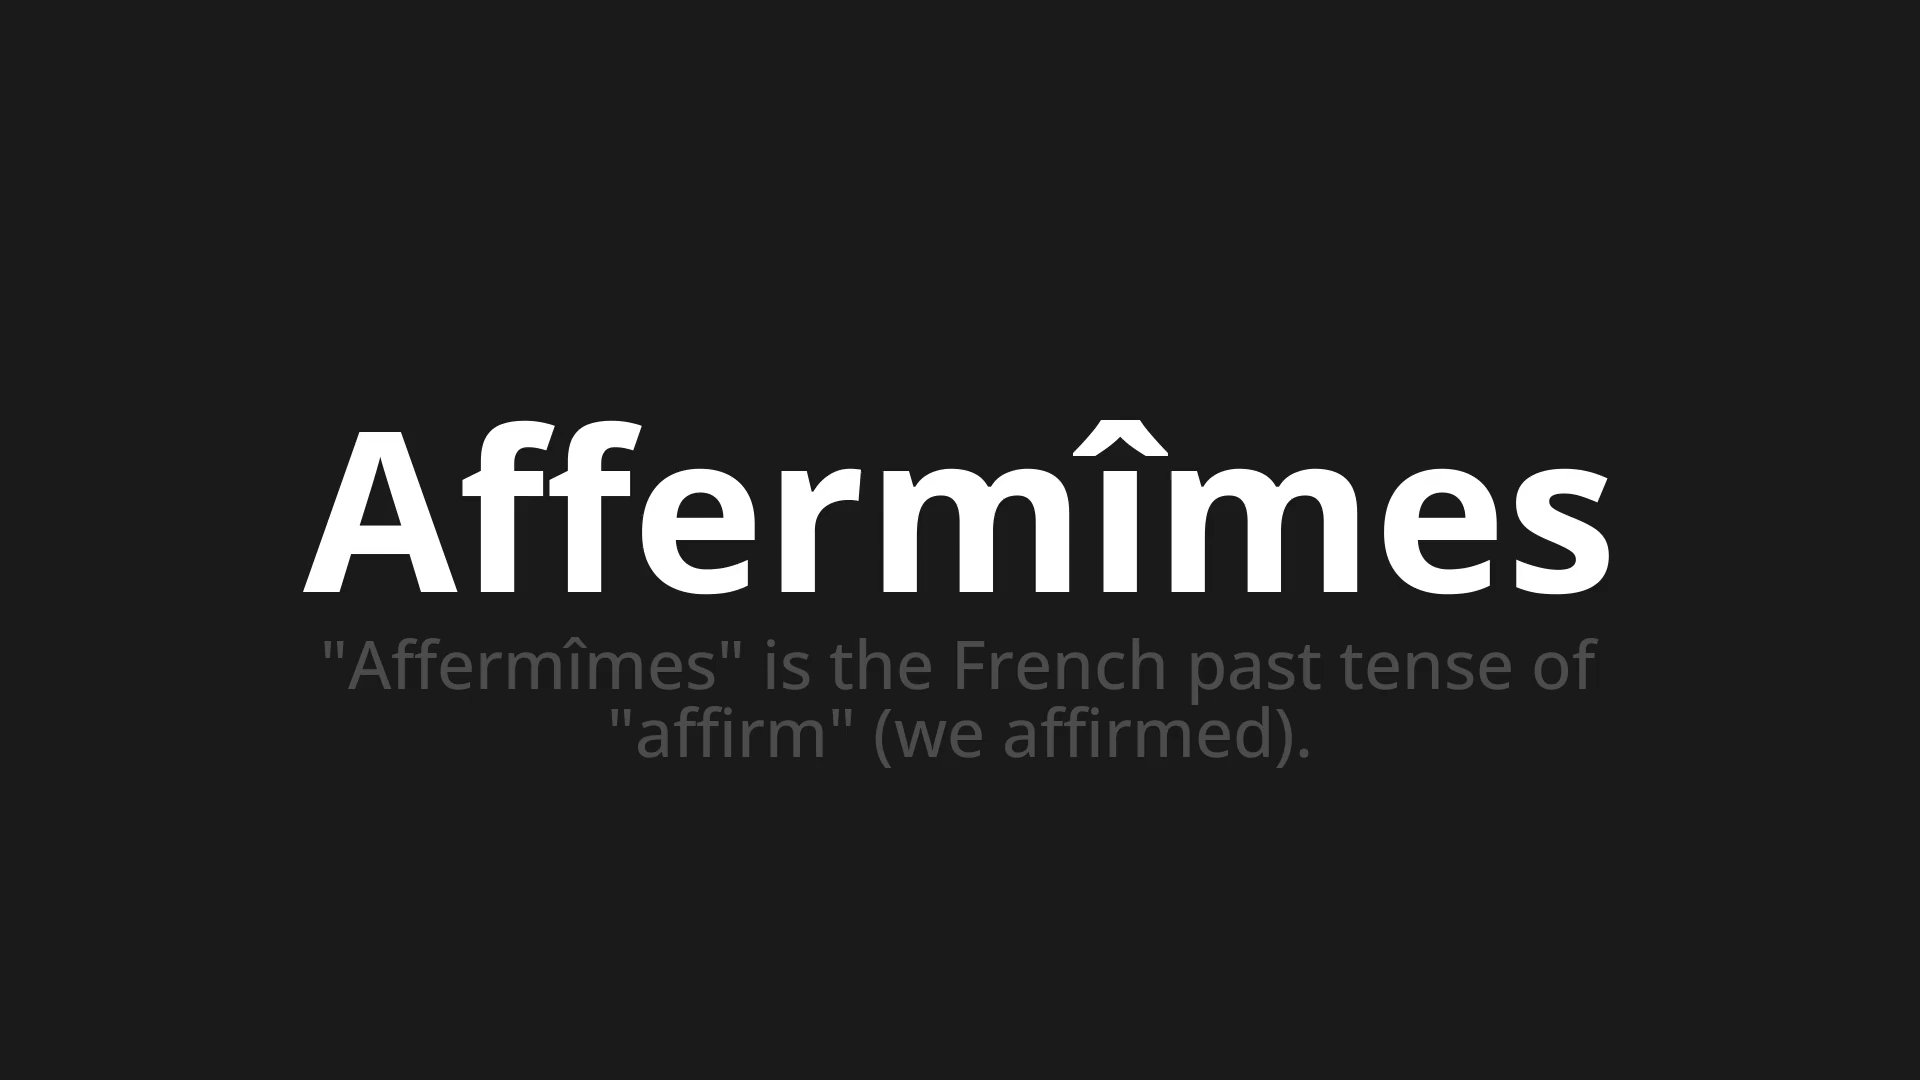 Affermîmes
"Affermîmes" is the French past tense of
"affirm" (we affirmed).